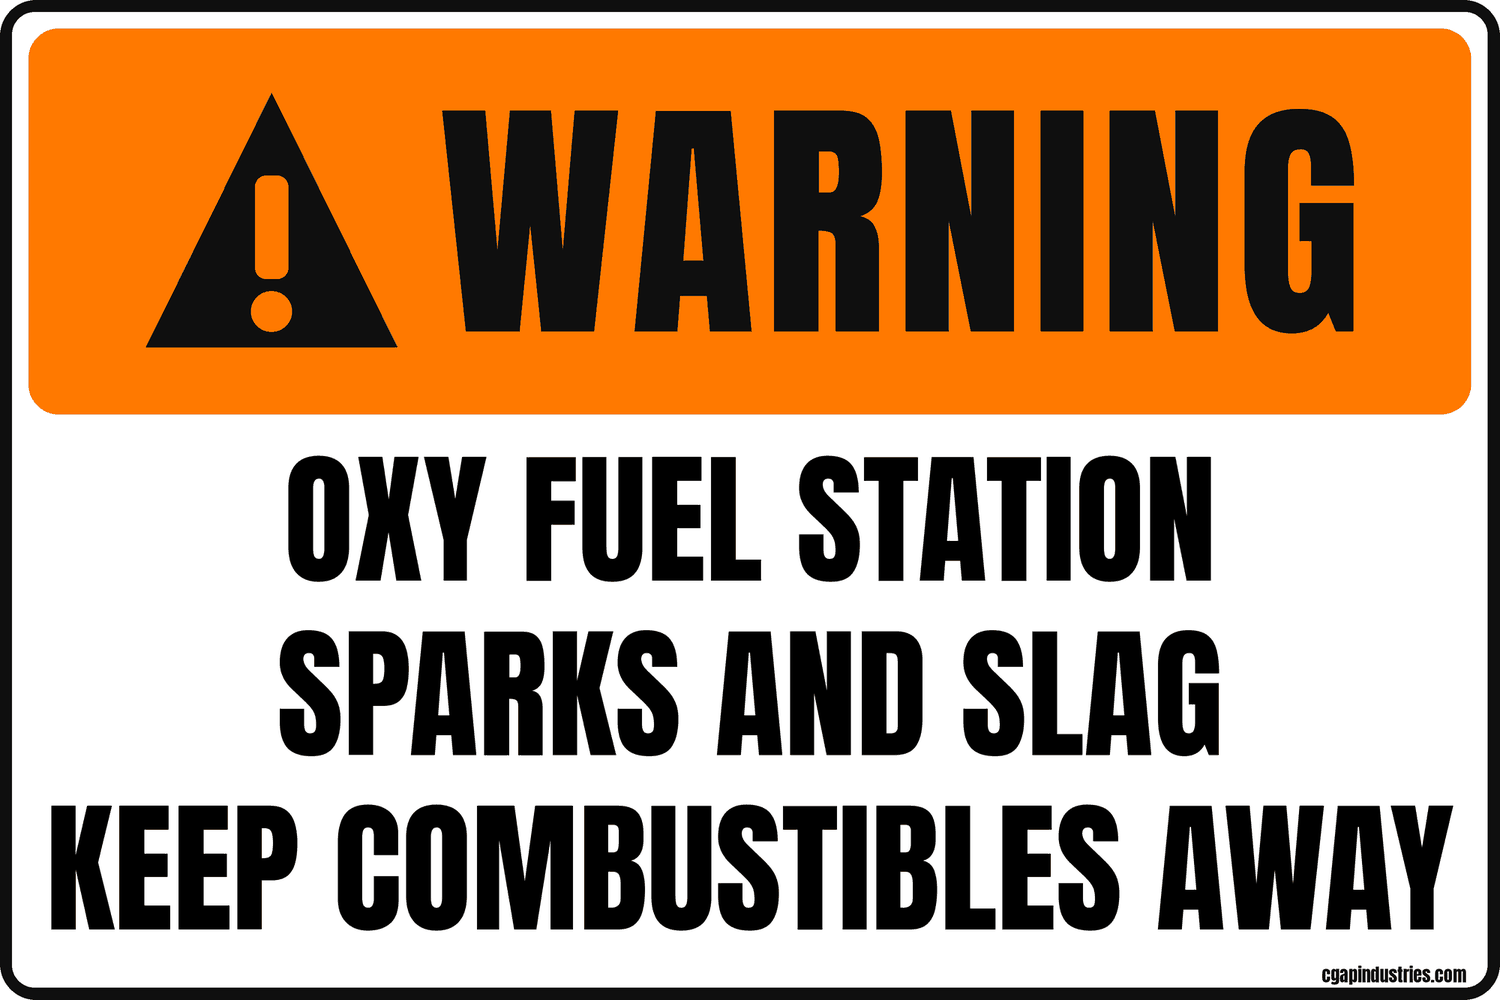 WARNING
OXY FUEL STATION
SPARKS AND SLAG
KEEP COMBUSTIBLES AWAY
cgapindustries.com